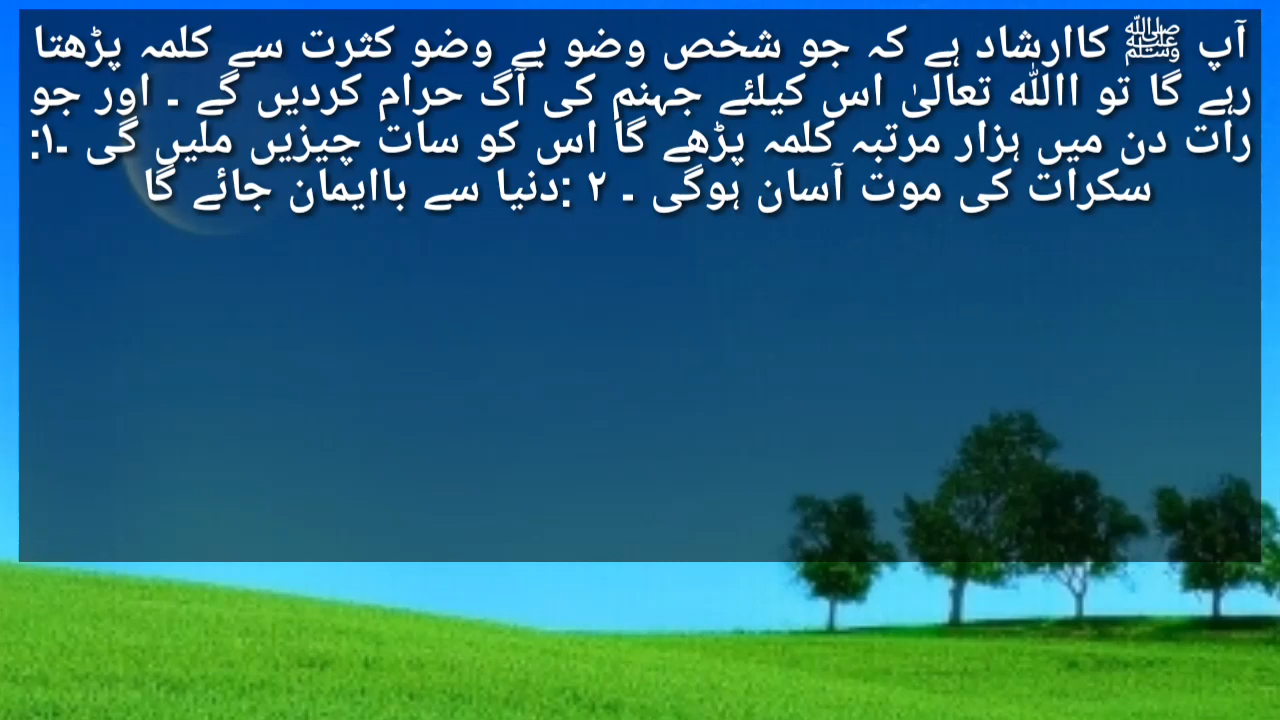 آپ ﷺ کاارشاد ہے کہ جو شخص وضو بے وضو کثرت سے کلمہ پڑھتا
رہے گا تو اﷲ تعالیٰ اس کیلئے جہنم کی آگ حرام کردیں گے ۔ اور جو
رات دن میں ہزار مرتبہ کلمہ پڑھے گا اس کو سات چیزیں ملیں گی ۔۱:
سکرات کی موت آسان ہوگی ۔ ۲ :دنیا سے باایمان جائے گا